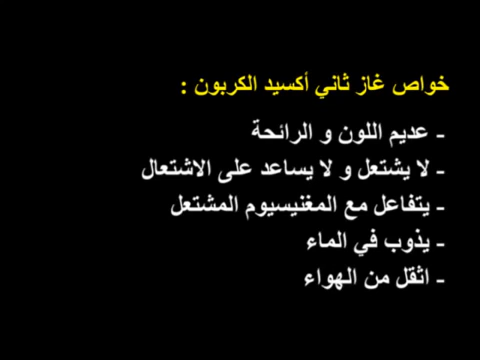 خواص غاز ثاني أكسيد الكربون :
- عديم اللون و الرائحة
- لا يشتعل و لا يساعد على الاشتعال
- يتفاعل مع المغنيسيوم المشتعل
- يذوب في الماء
- اثقل من الهواء